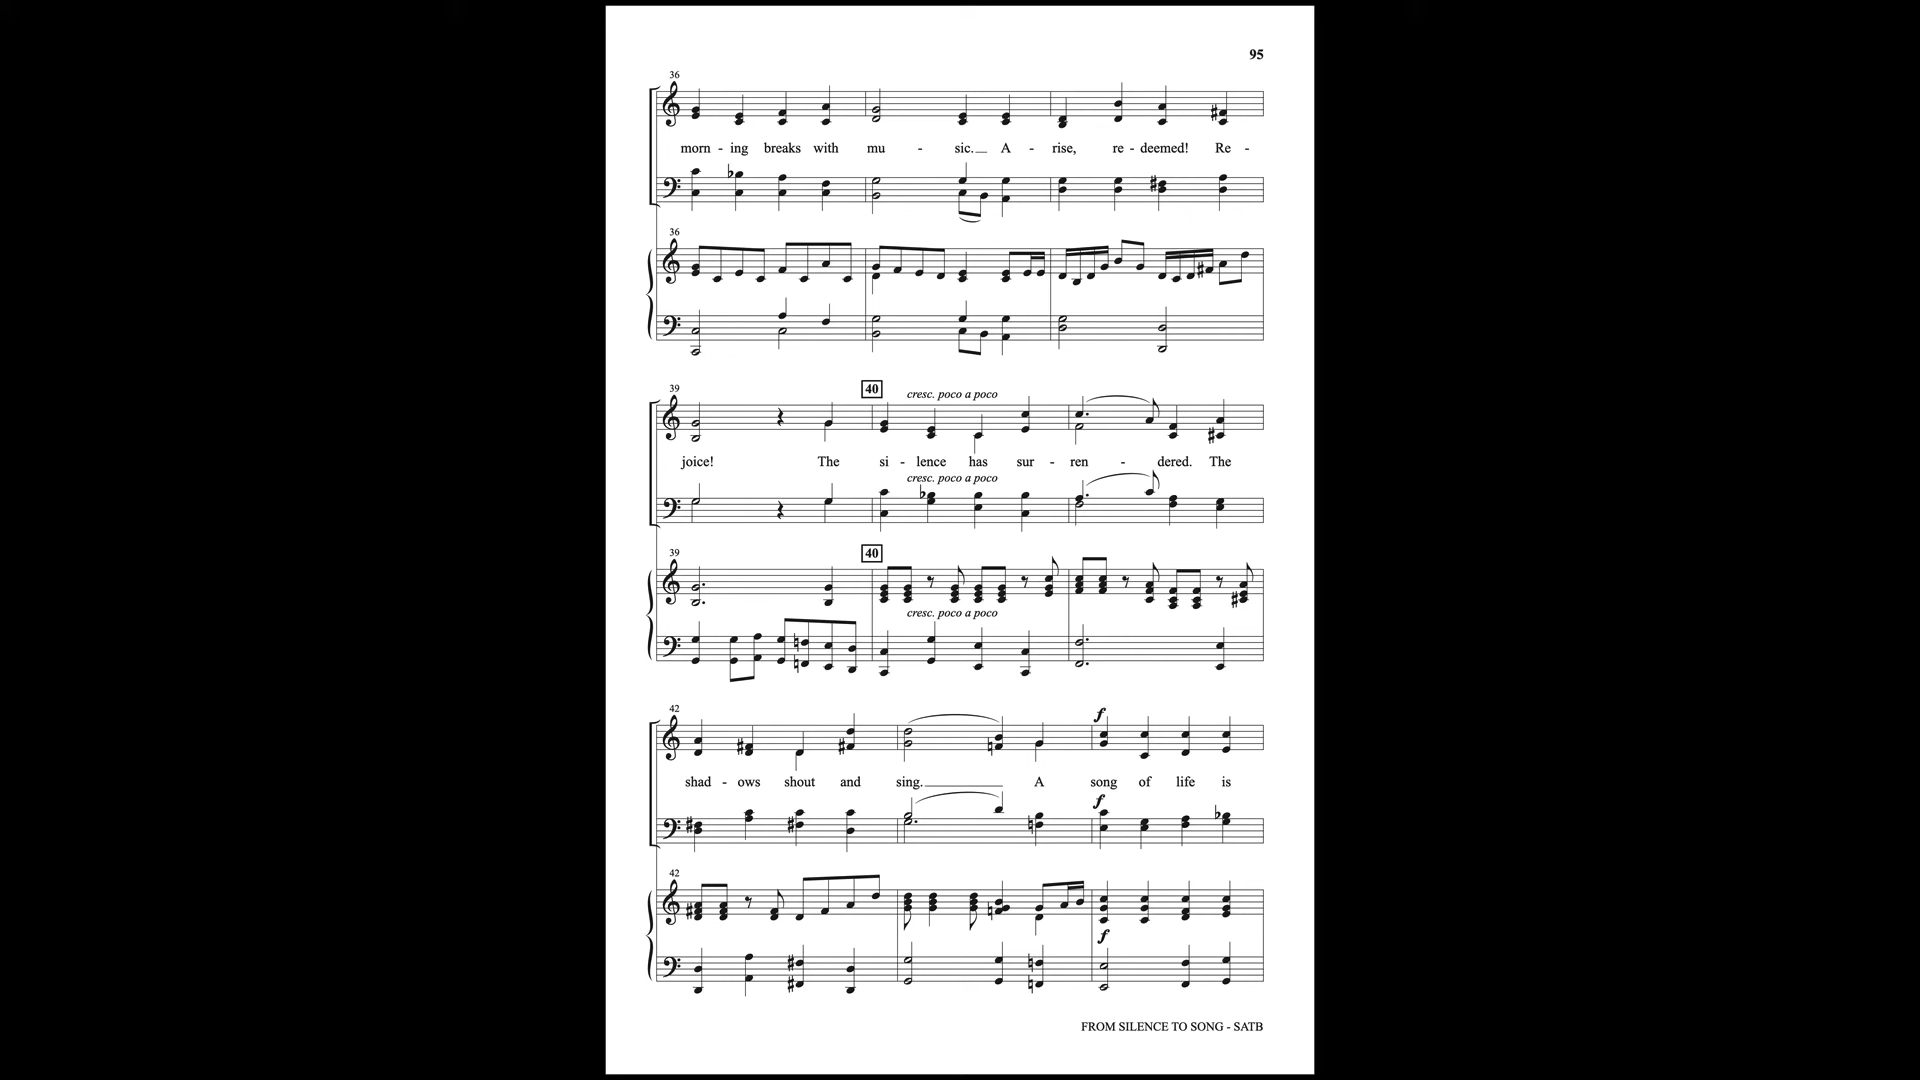 95
36
morn - ing breaks with mu - sic. A - rise, re - deemed! Re -
36
39
40
cresc. poco a poco
joice! The si - lence has sur - ren - dered. The
cresc. poco a poco
39
40
cresc. poco a poco
42
f
shad - ows shout and sing. A song of life is
f
42
f
FROM SILENCE TO SONG - SATB